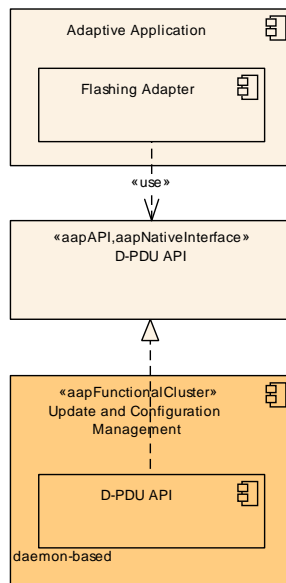 Adaptive Application
Flashing Adapter
«use»
«aapAPI,aapNativeInterface»
D-PDU API
«aapFunctionalCluster»
Update and Configuration
Management
D-PDU API
daemon-based